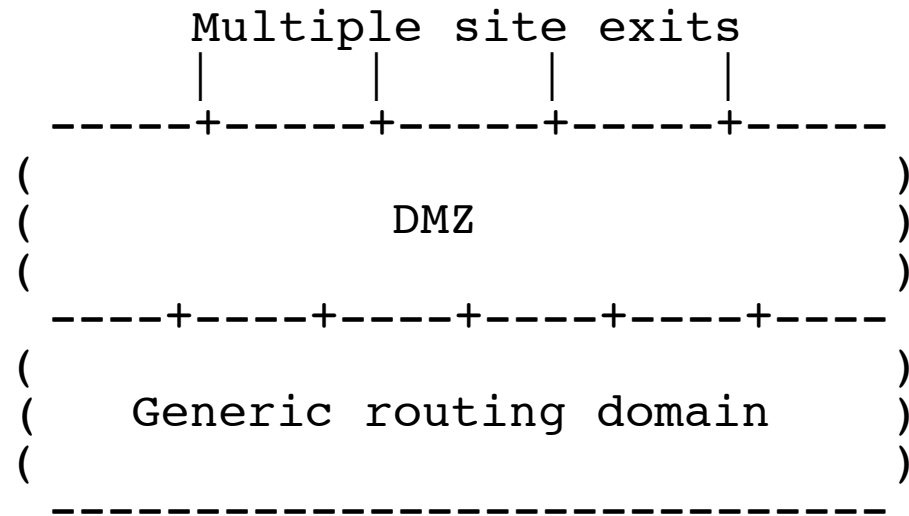 Multiple site exits
| | | |
-----+-----+-----+-----+-----
( )
( DMZ )
( )
----+----+----+----+----+----
( )
( Generic routing domain )
( )
-----------------------------